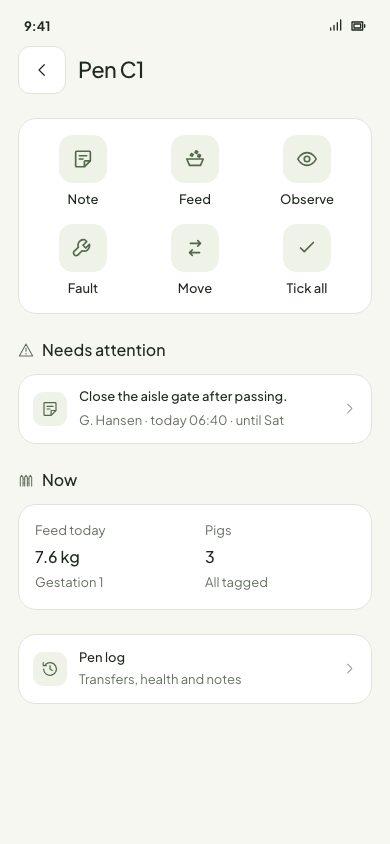 9:41
Pen C1
Note
Feed
Observe
Fault
Move
Tick all
Needs attention
Close the aisle gate after passing.
G. Hansen · today 06:40 · until Sat
Now
Feed today
Pigs
7.6 kg
3
Gestation 1
All tagged
Pen log
Transfers, health and notes